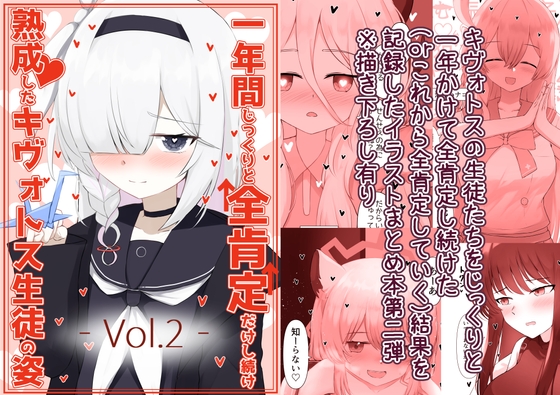 一年間じっくりと
↑全肯定↑だけし続け
熟成♥した
キヴォトス生徒の姿
- Vol.2 -
キヴォトスの生徒たちをじっくりと
一年かけて全肯定し続けた
(orこれから全肯定していく)結果を
記録したイラストまとめ本第二弾
※描き下ろし有り
知ーらない♡